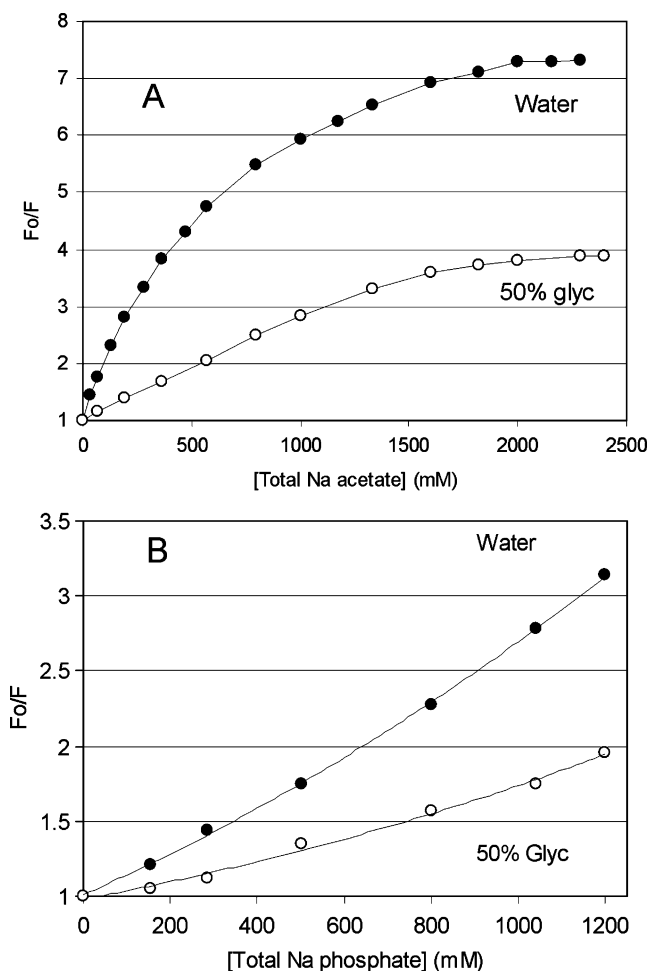 8
7
6
5
4
3
2
1
Fo/F
A
Water
50% glyc
0 500 1000 1500 2000 2500
[Total Na acetate] (mM)
3.5
3
2.5
2
1.5
1
Fo/F
B
Water
50% Glyc
0 200 400 600 800 1000 1200
[Total Na phosphate] (mM)